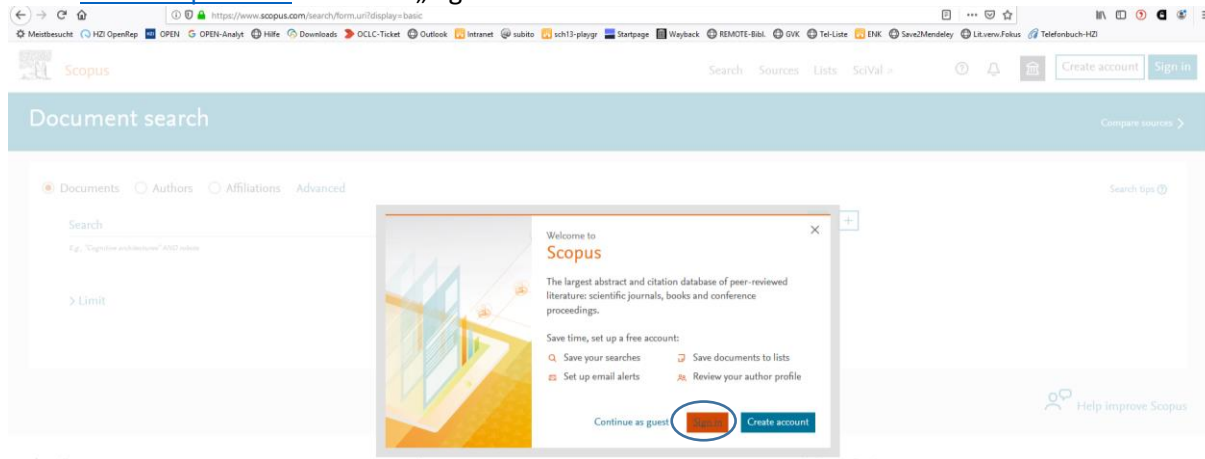 https://www.scopus.com/search/form.uri?display=basic
Meistbesucht HZI OpenRep OPEN OPEN-Analyt Hilfe Downloads OCLC-Ticket Outlook Intranet subito sch13-playgr Startpage Wayback REMOTE-Bibl. GVK Tel-Liste ENK Save2Mendeley Lit.verw.Fokus Telefonbuch-HZI
Scopus Search Sources Lists SciVal Create account Sign in
Document search
Compare sources
Documents Authors Affiliations Advanced Search tips
Search
E.g., "Cognitive architectures" AND robots
> Limit
Welcome to
Scopus
The largest abstract and citation database of peer-reviewed
literature: scientific journals, books and conference
proceedings.
Save time, set up a free account:
Save your searches Save documents to lists
Set up email alerts Review your author profile
Continue as guest Sign in Create account
Help improve Scopus